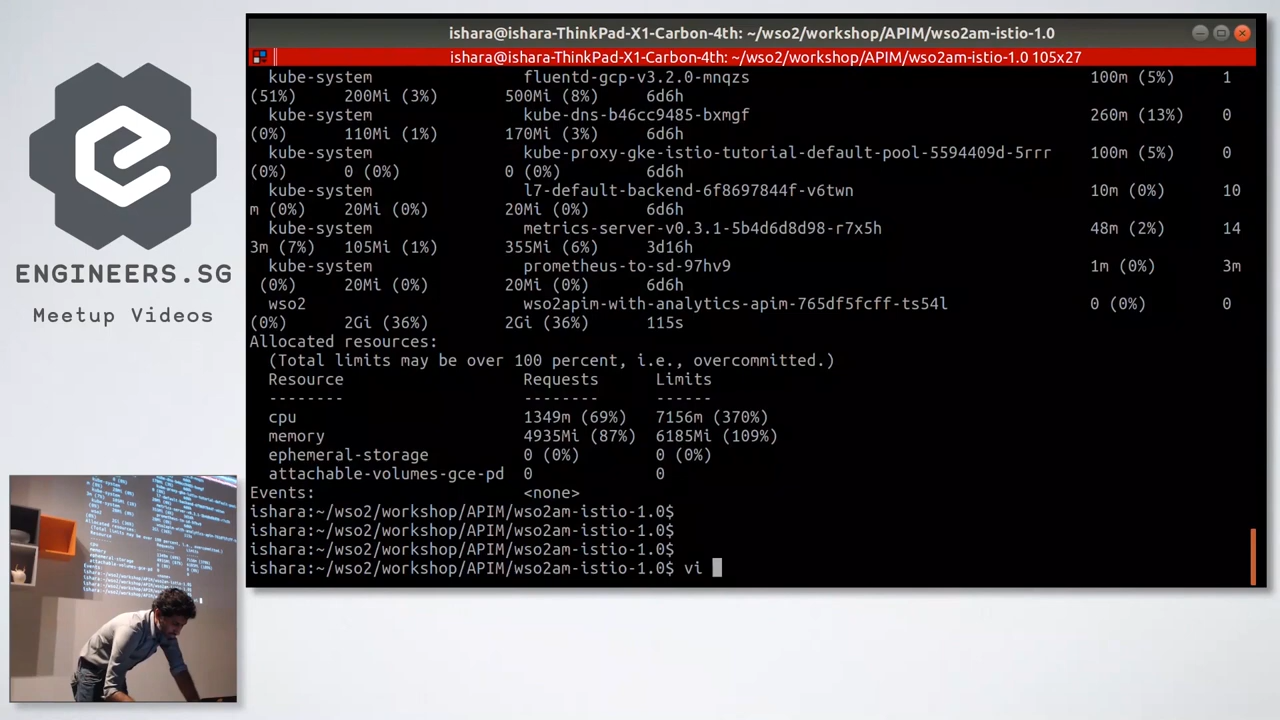 ishara@ishara-ThinkPad-X1-Carbon-4th: ~/wso2/workshop/APIM/wso2am-istio-1.0
ishara@ishara-ThinkPad-X1-Carbon-4th: ~/wso2/workshop/APIM/wso2am-istio-1.0 105x27
kube-system fluentd-gcp-v3.2.0-mnqzs 100m (5%) 1
(51%) 200Mi (3%) 500Mi (8%) 6d6h
kube-system kube-dns-b46cc9485-bxmgf 260m (13%) 0
(0%) 110Mi (1%) 170Mi (3%) 6d6h
kube-system kube-proxy-gke-istio-tutorial-default-pool-5594409d-5rrr 100m (5%) 0
(0%) 0 (0%) 0 (0%) 6d6h
kube-system l7-default-backend-6f8697844f-v6twn 10m (0%) 10
m (0%) 20Mi (0%) 20Mi (0%) 6d6h
kube-system metrics-server-v0.3.1-5b4d6d8d98-r7x5h 48m (2%) 14
3m (7%) 105Mi (1%) 355Mi (6%) 3d16h
kube-system prometheus-to-sd-97hv9 1m (0%) 3m
(0%) 20Mi (0%) 20Mi (0%) 6d6h
wso2 wso2apim-with-analytics-apim-765df5fcff-ts54l 0 (0%) 0
(0%) 2Gi (36%) 2Gi (36%) 115s
Allocated resources:
(Total limits may be over 100 percent, i.e., overcommitted.)
Resource Requests Limits
-------- -------- ------
cpu 1349m (69%) 7156m (370%)
memory 4935Mi (87%) 6185Mi (109%)
ephemeral-storage 0 (0%) 0 (0%)
attachable-volumes-gce-pd 0 0
Events: <none>
ishara:~/wso2/workshop/APIM/wso2am-istio-1.0$
ishara:~/wso2/workshop/APIM/wso2am-istio-1.0$
ishara:~/wso2/workshop/APIM/wso2am-istio-1.0$
ishara:~/wso2/workshop/APIM/wso2am-istio-1.0$ vi
ENGINEERS.SG
Meetup Videos